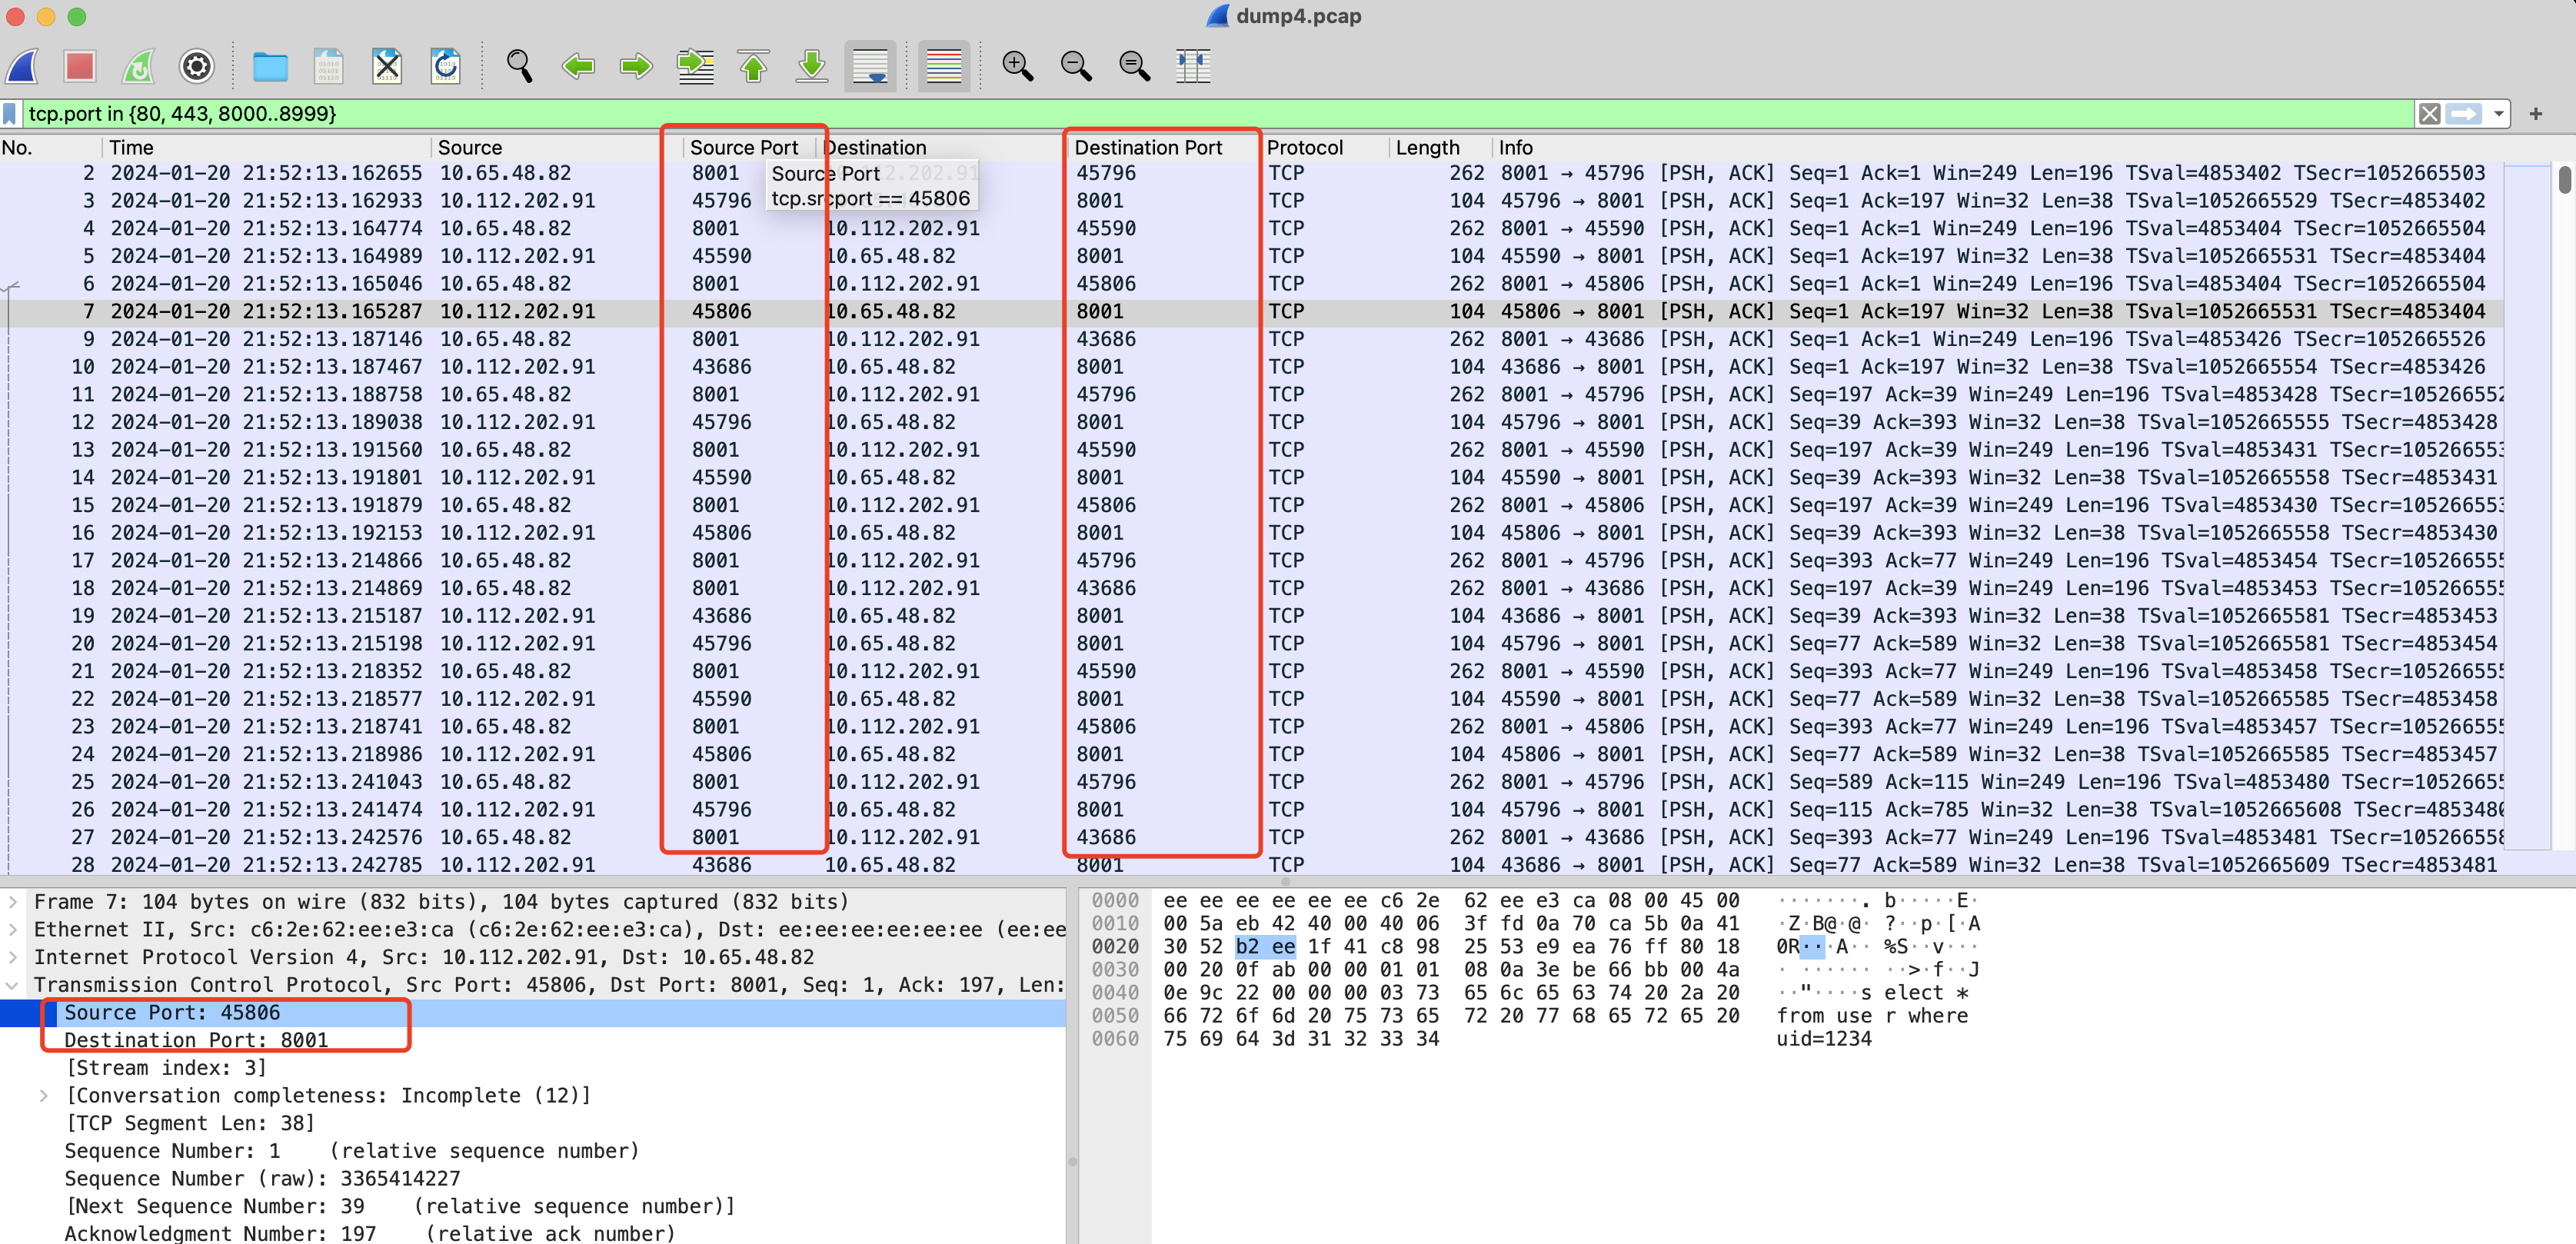 dump4.pcap
tcp.port in {80, 443, 8000..8999}
No. Time Source Source Port Destination Destination Port Protocol Length Info
2 2024-01-20 21:52:13.162655 10.65.48.82 8001 45796 TCP 262 8001 → 45796 [PSH, ACK] Seq=1 Ack=1 Win=249 Len=196 TSval=4853402 TSecr=1052665503
Source Port
3 2024-01-20 21:52:13.162933 10.112.202.91 45796 8001 TCP 104 45796 → 8001 [PSH, ACK] Seq=1 Ack=197 Win=32 Len=38 TSval=1052665529 TSecr=4853402
tcp.srcport == 45806
4 2024-01-20 21:52:13.164774 10.65.48.82 8001 10.112.202.91 45590 TCP 262 8001 → 45590 [PSH, ACK] Seq=1 Ack=1 Win=249 Len=196 TSval=4853404 TSecr=1052665504
5 2024-01-20 21:52:13.164989 10.112.202.91 45590 10.65.48.82 8001 TCP 104 45590 → 8001 [PSH, ACK] Seq=1 Ack=197 Win=32 Len=38 TSval=1052665531 TSecr=4853404
6 2024-01-20 21:52:13.165046 10.65.48.82 8001 10.112.202.91 45806 TCP 262 8001 → 45806 [PSH, ACK] Seq=1 Ack=1 Win=249 Len=196 TSval=4853404 TSecr=1052665504
7 2024-01-20 21:52:13.165287 10.112.202.91 45806 10.65.48.82 8001 TCP 104 45806 → 8001 [PSH, ACK] Seq=1 Ack=197 Win=32 Len=38 TSval=1052665531 TSecr=4853404
9 2024-01-20 21:52:13.187146 10.65.48.82 8001 10.112.202.91 43686 TCP 262 8001 → 43686 [PSH, ACK] Seq=1 Ack=1 Win=249 Len=196 TSval=4853426 TSecr=1052665526
10 2024-01-20 21:52:13.187467 10.112.202.91 43686 10.65.48.82 8001 TCP 104 43686 → 8001 [PSH, ACK] Seq=1 Ack=197 Win=32 Len=38 TSval=1052665554 TSecr=4853426
11 2024-01-20 21:52:13.188758 10.65.48.82 8001 10.112.202.91 45796 TCP 262 8001 → 45796 [PSH, ACK] Seq=197 Ack=39 Win=249 Len=196 TSval=4853428 TSecr=105266552
12 2024-01-20 21:52:13.189038 10.112.202.91 45796 10.65.48.82 8001 TCP 104 45796 → 8001 [PSH, ACK] Seq=39 Ack=393 Win=32 Len=38 TSval=1052665555 TSecr=4853428
13 2024-01-20 21:52:13.191560 10.65.48.82 8001 10.112.202.91 45590 TCP 262 8001 → 45590 [PSH, ACK] Seq=197 Ack=39 Win=249 Len=196 TSval=4853431 TSecr=105266553
14 2024-01-20 21:52:13.191801 10.112.202.91 45590 10.65.48.82 8001 TCP 104 45590 → 8001 [PSH, ACK] Seq=39 Ack=393 Win=32 Len=38 TSval=1052665558 TSecr=4853431
15 2024-01-20 21:52:13.191879 10.65.48.82 8001 10.112.202.91 45806 TCP 262 8001 → 45806 [PSH, ACK] Seq=197 Ack=39 Win=249 Len=196 TSval=4853430 TSecr=105266553
16 2024-01-20 21:52:13.192153 10.112.202.91 45806 10.65.48.82 8001 TCP 104 45806 → 8001 [PSH, ACK] Seq=39 Ack=393 Win=32 Len=38 TSval=1052665558 TSecr=4853430
17 2024-01-20 21:52:13.214866 10.65.48.82 8001 10.112.202.91 45796 TCP 262 8001 → 45796 [PSH, ACK] Seq=393 Ack=77 Win=249 Len=196 TSval=4853454 TSecr=105266555
18 2024-01-20 21:52:13.214869 10.65.48.82 8001 10.112.202.91 43686 TCP 262 8001 → 43686 [PSH, ACK] Seq=197 Ack=39 Win=249 Len=196 TSval=4853453 TSecr=105266555
19 2024-01-20 21:52:13.215187 10.112.202.91 43686 10.65.48.82 8001 TCP 104 43686 → 8001 [PSH, ACK] Seq=39 Ack=393 Win=32 Len=38 TSval=1052665581 TSecr=4853453
20 2024-01-20 21:52:13.215198 10.112.202.91 45796 10.65.48.82 8001 TCP 104 45796 → 8001 [PSH, ACK] Seq=77 Ack=589 Win=32 Len=38 TSval=1052665581 TSecr=4853454
21 2024-01-20 21:52:13.218352 10.65.48.82 8001 10.112.202.91 45590 TCP 262 8001 → 45590 [PSH, ACK] Seq=393 Ack=77 Win=249 Len=196 TSval=4853458 TSecr=105266555
22 2024-01-20 21:52:13.218577 10.112.202.91 45590 10.65.48.82 8001 TCP 104 45590 → 8001 [PSH, ACK] Seq=77 Ack=589 Win=32 Len=38 TSval=1052665585 TSecr=4853458
23 2024-01-20 21:52:13.218741 10.65.48.82 8001 10.112.202.91 45806 TCP 262 8001 → 45806 [PSH, ACK] Seq=393 Ack=77 Win=249 Len=196 TSval=4853457 TSecr=105266555
24 2024-01-20 21:52:13.218986 10.112.202.91 45806 10.65.48.82 8001 TCP 104 45806 → 8001 [PSH, ACK] Seq=77 Ack=589 Win=32 Len=38 TSval=1052665585 TSecr=4853457
25 2024-01-20 21:52:13.241043 10.65.48.82 8001 10.112.202.91 45796 TCP 262 8001 → 45796 [PSH, ACK] Seq=589 Ack=115 Win=249 Len=196 TSval=4853480 TSecr=10526655
26 2024-01-20 21:52:13.241474 10.112.202.91 45796 10.65.48.82 8001 TCP 104 45796 → 8001 [PSH, ACK] Seq=115 Ack=785 Win=32 Len=38 TSval=1052665608 TSecr=4853480
27 2024-01-20 21:52:13.242576 10.65.48.82 8001 10.112.202.91 43686 TCP 262 8001 → 43686 [PSH, ACK] Seq=393 Ack=77 Win=249 Len=196 TSval=4853481 TSecr=105266558
28 2024-01-20 21:52:13.242785 10.112.202.91 43686 10.65.48.82 8001 TCP 104 43686 → 8001 [PSH, ACK] Seq=77 Ack=589 Win=32 Len=38 TSval=1052665609 TSecr=4853481
Frame 7: 104 bytes on wire (832 bits), 104 bytes captured (832 bits)
Ethernet II, Src: c6:2e:62:ee:e3:ca (c6:2e:62:ee:e3:ca), Dst: ee:ee:ee:ee:ee:ee (ee:ee
Internet Protocol Version 4, Src: 10.112.202.91, Dst: 10.65.48.82
Transmission Control Protocol, Src Port: 45806, Dst Port: 8001, Seq: 1, Ack: 197, Len:
Source Port: 45806
Destination Port: 8001
[Stream index: 3]
[Conversation completeness: Incomplete (12)]
[TCP Segment Len: 38]
Sequence Number: 1 (relative sequence number)
Sequence Number (raw): 3365414227
[Next Sequence Number: 39 (relative sequence number)]
Acknowledgment Number: 197 (relative ack number)
0000 ee ee ee ee ee ee c6 2e 62 ee e3 ca 08 00 45 00 ·······. b·····E·
0010 00 5a eb 42 40 00 40 06 3f fd 0a 70 ca 5b 0a 41 ·Z·B@·@· ?··p·[·A
0020 30 52 b2 ee 1f 41 c8 98 25 53 e9 ea 76 ff 80 18 0R···A·· %S··v···
0030 00 20 0f ab 00 00 01 01 08 0a 3e be 66 bb 00 4a · ······ ··>·f··J
0040 0e 9c 22 00 00 00 03 73 65 6c 65 63 74 20 2a 20 ··"····s elect *
0050 66 72 6f 6d 20 75 73 65 72 20 77 68 65 72 65 20 from use r where
0060 75 69 64 3d 31 32 33 34 uid=1234